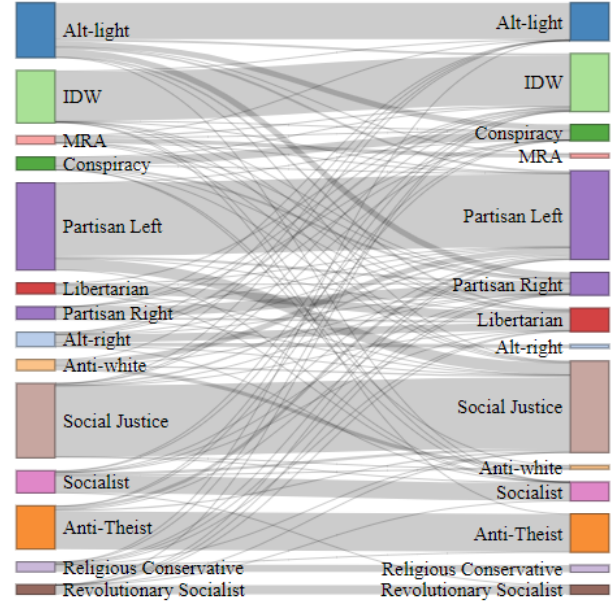 Alt-light
Alt-light
IDW
IDW
MRA
Conspiracy
Conspiracy
MRA
Partisan Left
Partisan Left
Libertarian
Partisan Right
Partisan Right
Libertarian
Alt-right
Alt-right
Anti-white
Social Justice
Social Justice
Anti-white
Socialist
Socialist
Anti-Theist
Anti-Theist
Religious Conservative
Religious Conservative
Revolutionary Socialist
Revolutionary Socialist